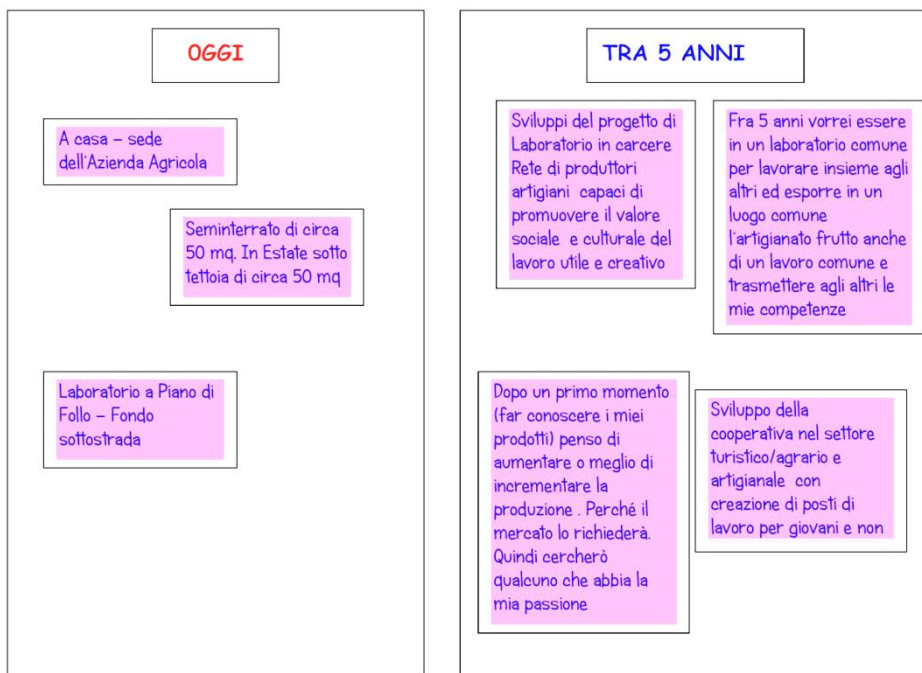 OGGI
A casa – sede
dell'Azienda Agricola
Seminterrato di circa
50 mq. In Estate sotto
tettoia di circa 50 mq
Laboratorio a Piano di
Follo – Fondo
sottostrada
TRA 5 ANNI
Sviluppi del progetto di
Laboratorio in carcere
Rete di produttori
artigiani capaci di
promuovere il valore
sociale e culturale del
lavoro utile e creativo
Fra 5 anni vorrei essere
in un laboratorio comune
per lavorare insieme agli
altri ed esporre in un
luogo comune
l'artigianato frutto anche
di un lavoro comune e
trasmettere agli altri le
mie competenze
Dopo un primo momento
(far conoscere i miei
prodotti) penso di
aumentare o meglio di
incrementare la
produzione . Perché il
mercato lo richiederà.
Quindi cercherò
qualcuno che abbia la
mia passione
Sviluppo della
cooperativa nel settore
turistico/agrario e
artigianale con
creazione di posti di
lavoro per giovani e non